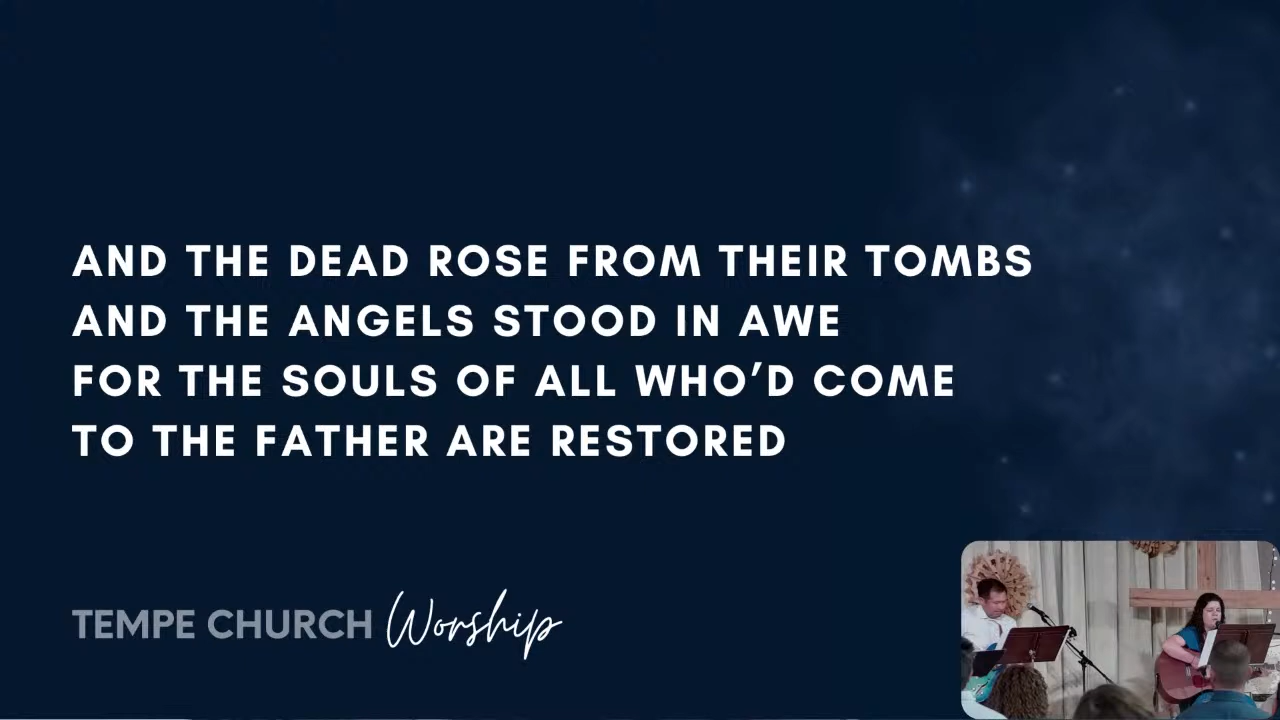 AND THE DEAD ROSE FROM THEIR TOMBS
AND THE ANGELS STOOD IN AWE
FOR THE SOULS OF ALL WHO’D COME
TO THE FATHER ARE RESTORED
TEMPE CHURCH Worship